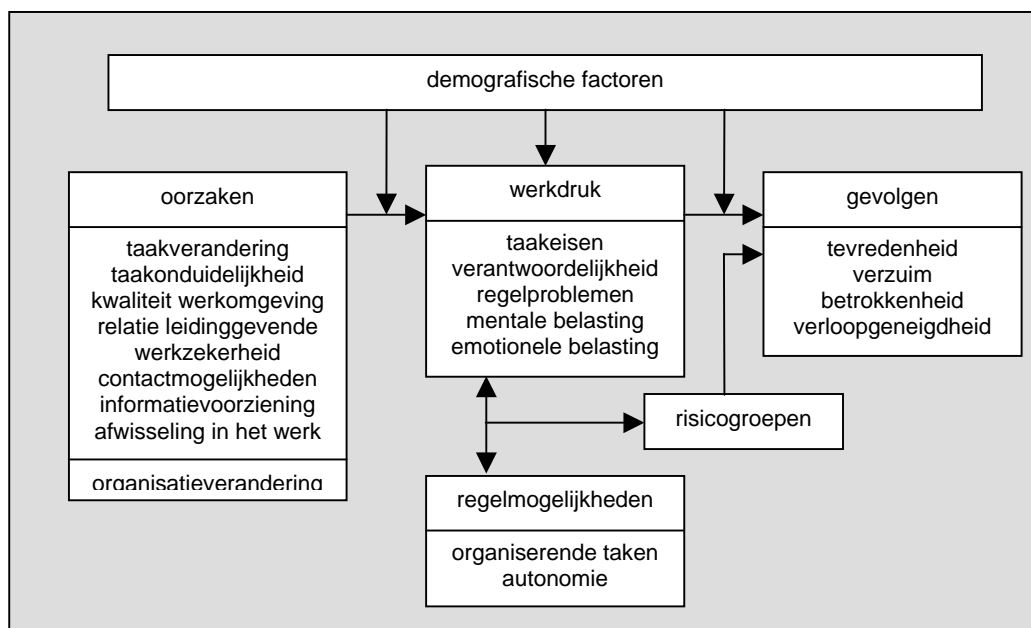 demografische factoren
oorzaken
taakverandering
taakonduidelijkheid
kwaliteit werkomgeving
relatie leidinggevende
werkzekerheid
contactmogelijkheden
informatievoorziening
afwisseling in het werk
organisatieverandering
werkdruk
taakeisen
verantwoordelijkheid
regelproblemen
mentale belasting
emotionele belasting
gevolgen
tevredenheid
verzuim
betrokkenheid
verloopgeneigdheid
risicogroepen
regelmogelijkheden
organiserende taken
autonomie